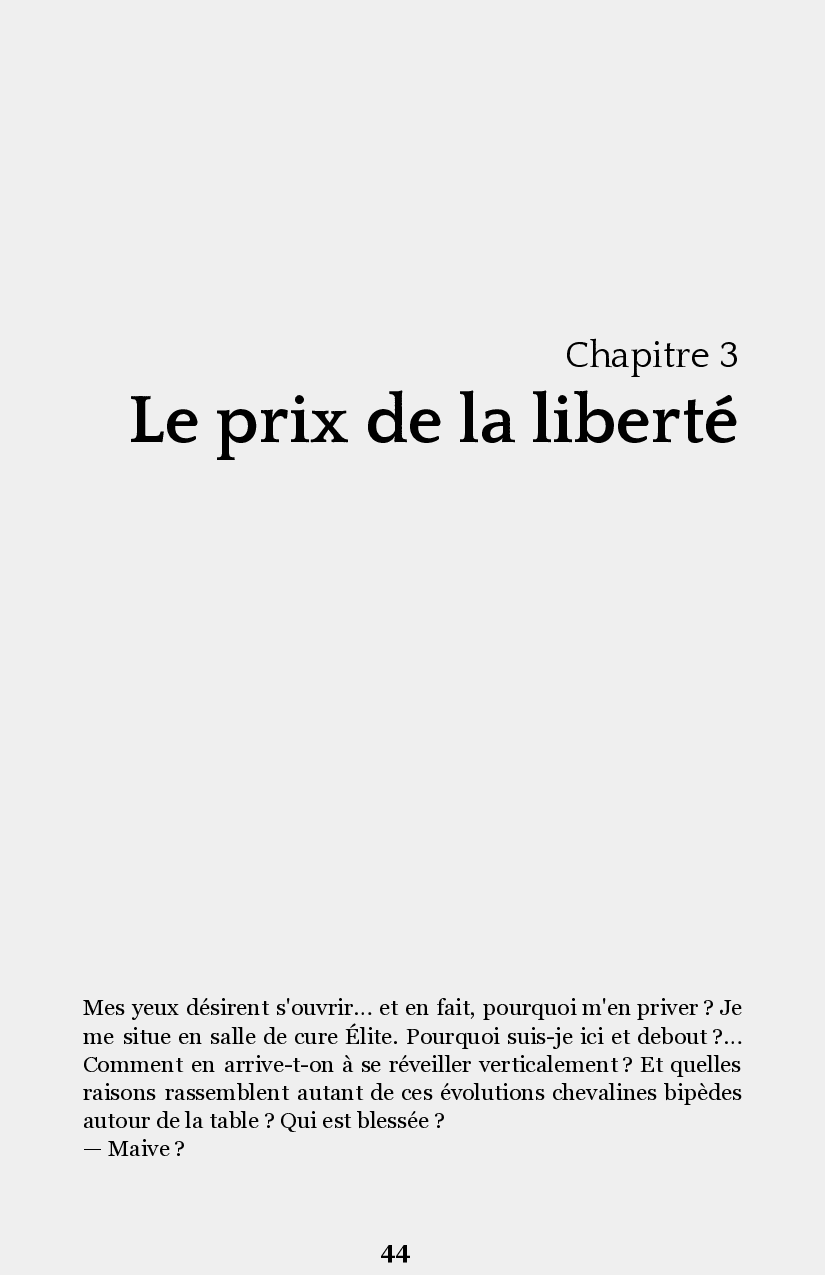 Chapitre 3
Le prix de la liberté
Mes yeux désirent s'ouvrir... et en fait, pourquoi m'en priver ? Je
me situe en salle de cure Élite. Pourquoi suis-je ici et debout ?...
Comment en arrive-t-on à se réveiller verticalement ? Et quelles
raisons rassemblent autant de ces évolutions chevalines bipèdes
autour de la table ? Qui est blessée ?
— Maive ?
44